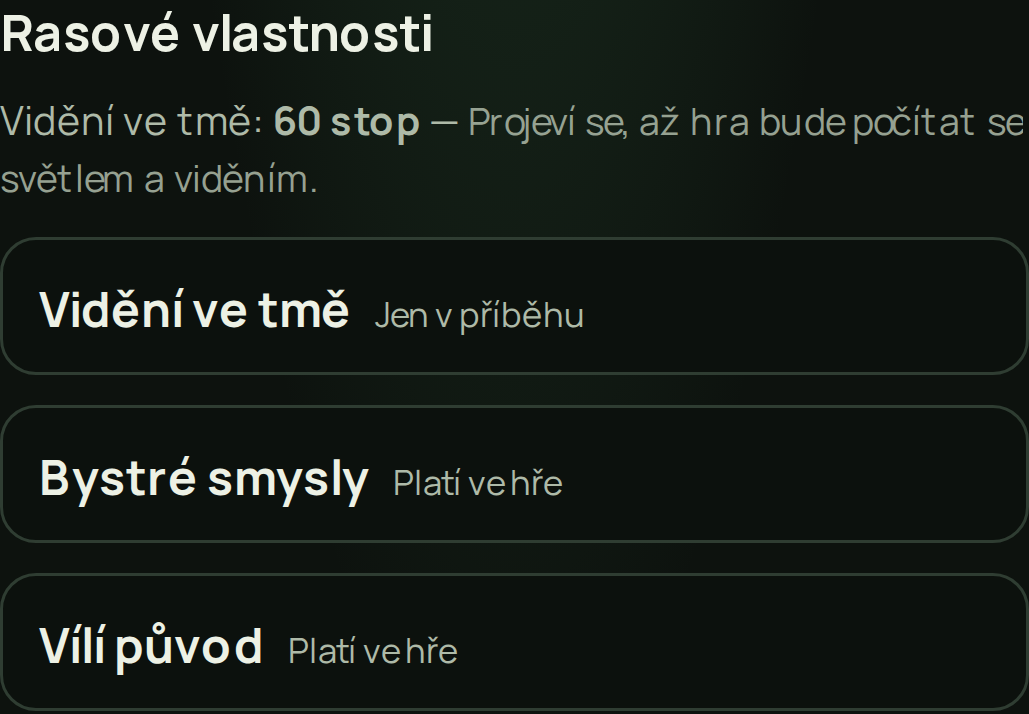 Rasové vlastnosti
Vidění ve tmě: 60 stop — Projeví se, až hra bude počítat se
světlem a viděním.
Vidění ve tmě Jen v příběhu
Bystré smysly Platí ve hře
Vílí původ Platí ve hře